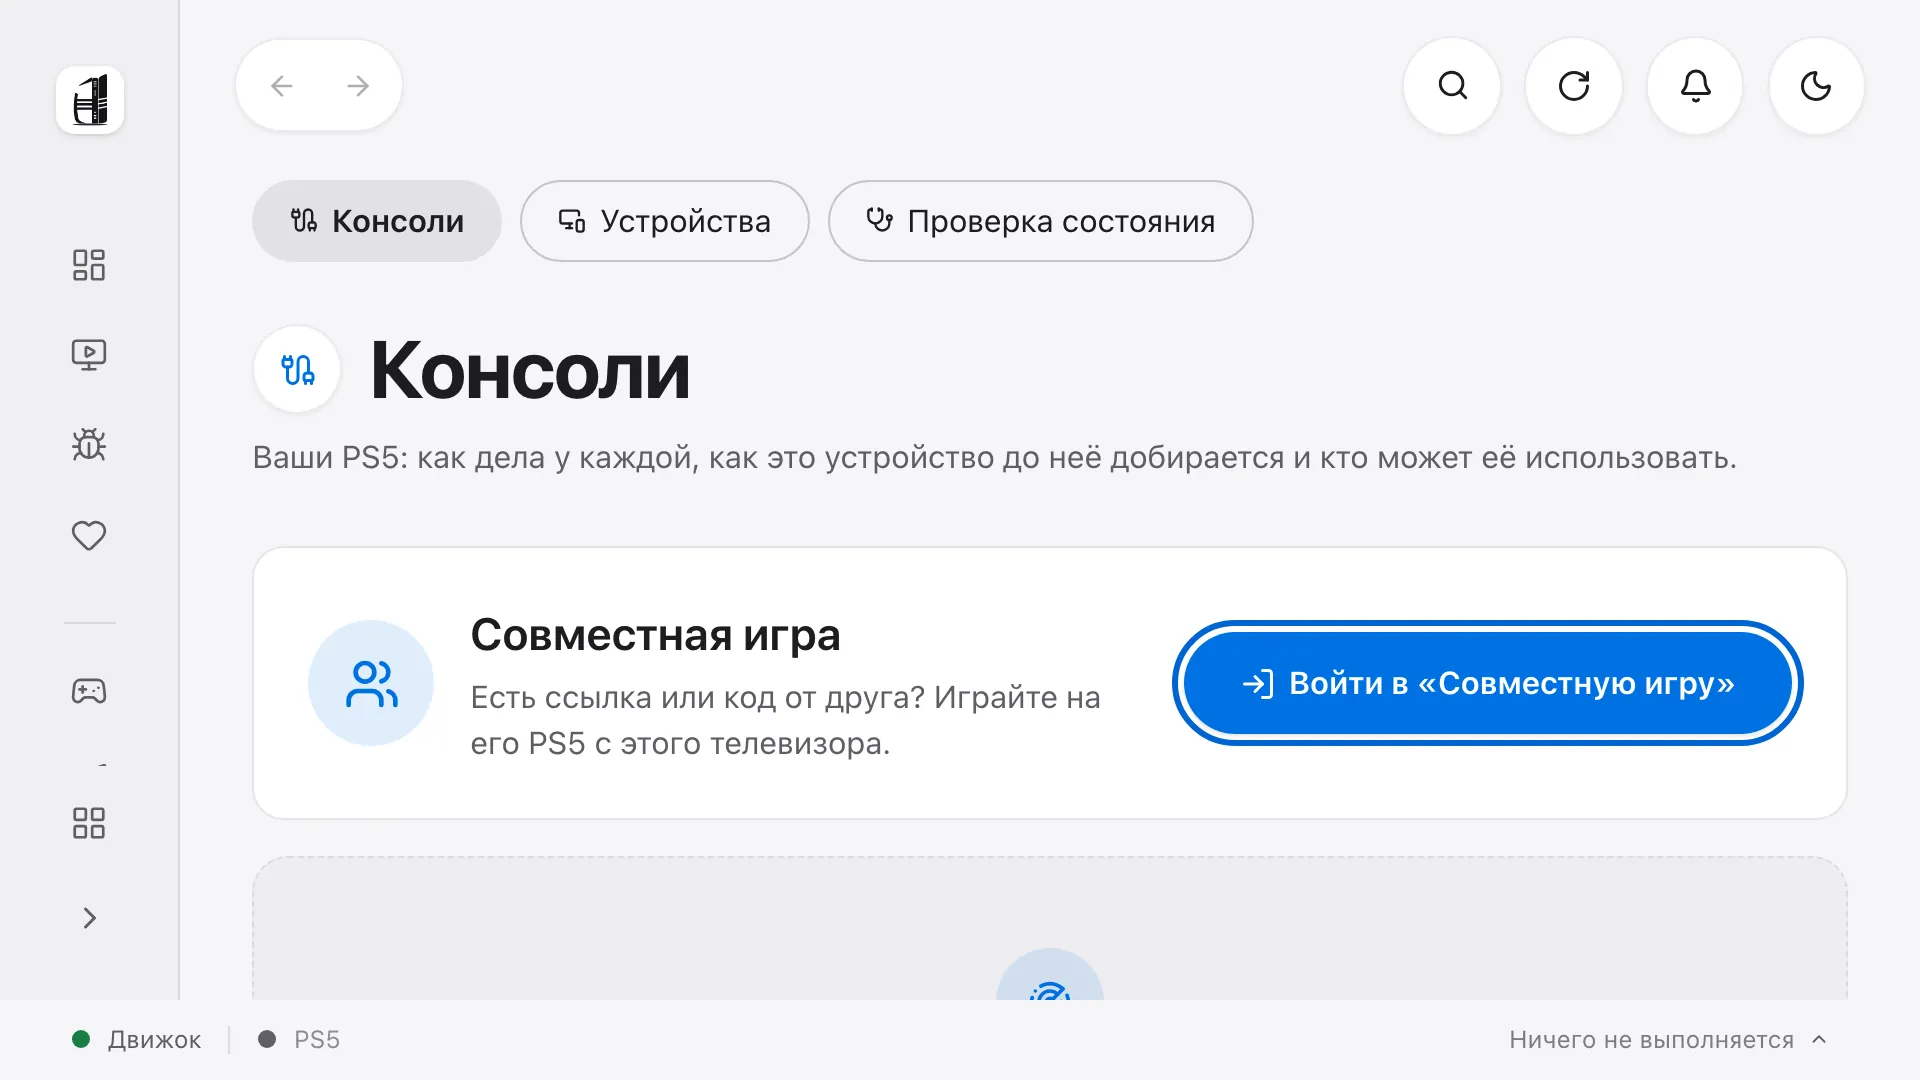 Консоли
Устройства
Проверка состояния
Консоли
Ваши PS5: как дела у каждой, как это устройство до неё добирается и кто может её использовать.
Совместная игра
Есть ссылка или код от друга? Играйте на
его PS5 с этого телевизора.
Войти в «Совместную игру»
Движок
PS5
Ничего не выполняется